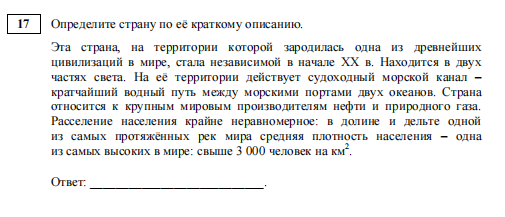 17 Определите страну по её краткому описанию.
Эта страна, на территории которой зародилась одна из древнейших
цивилизаций в мире, стала независимой в начале XX в. Находится в двух
частях света. На её территории действует судоходный морской канал –
кратчайший водный путь между морскими портами двух океанов. Страна
относится к крупным мировым производителям нефти и природного газа.
Расселение населения крайне неравномерное: в долине и дельте одной
из самых протяжённых рек мира средняя плотность населения – одна
из самых высоких в мире: свыше 3 000 человек на км².
Ответ: ___________________________.